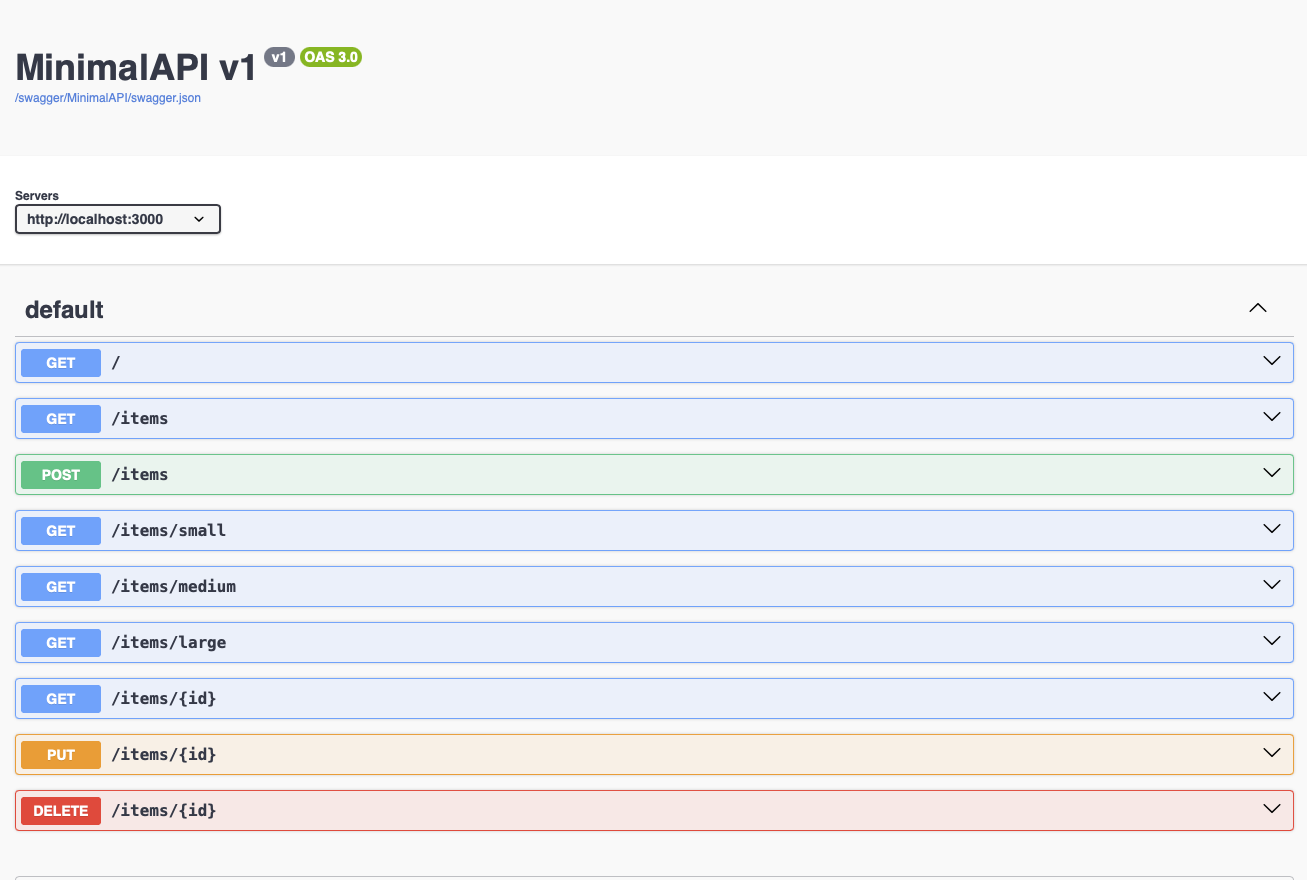 MinimalAPI v1 v1 OAS 3.0
/swagger/MinimalAPI/swagger.json
Servers
http://localhost:3000
default
GET /
GET /items
POST /items
GET /items/small
GET /items/medium
GET /items/large
GET /items/{id}
PUT /items/{id}
DELETE /items/{id}